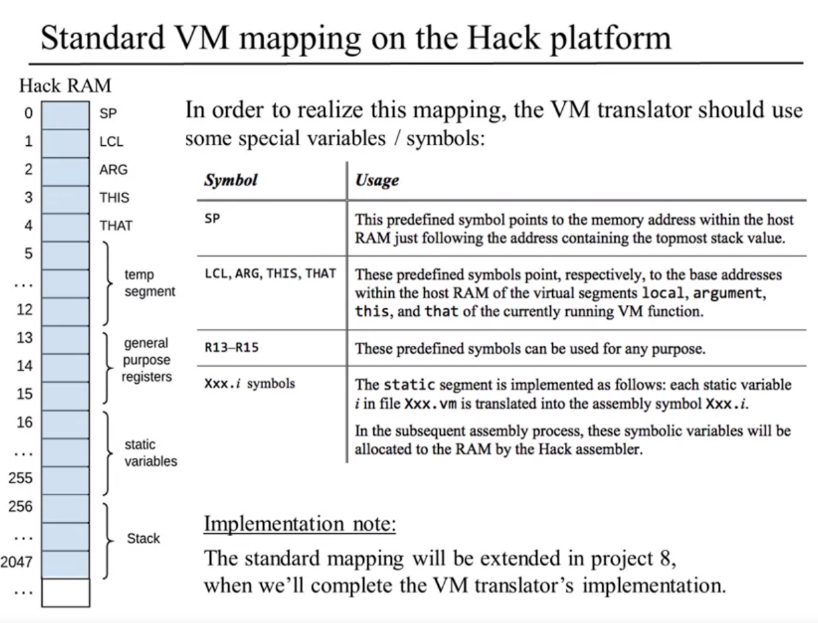 Standard VM mapping on the Hack platform
Hack RAM
0 SP
1 LCL
2 ARG
3 THIS
4 THAT
5
...
12
temp
segment
13
14
15
general
purpose
registers
16
...
255
static
variables
256
...
2047
Stack
...
In order to realize this mapping, the VM translator should use
some special variables / symbols:
Symbol Usage
SP This predefined symbol points to the memory address within the host
RAM just following the address containing the topmost stack value.
LCL, ARG, THIS, THAT These predefined symbols point, respectively, to the base addresses
within the host RAM of the virtual segments local, argument,
this, and that of the currently running VM function.
R13–R15 These predefined symbols can be used for any purpose.
Xxx.i symbols The static segment is implemented as follows: each static variable
i in file Xxx.vm is translated into the assembly symbol Xxx.i.
In the subsequent assembly process, these symbolic variables will be
allocated to the RAM by the Hack assembler.
Implementation note:
The standard mapping will be extended in project 8,
when we’ll complete the VM translator’s implementation.